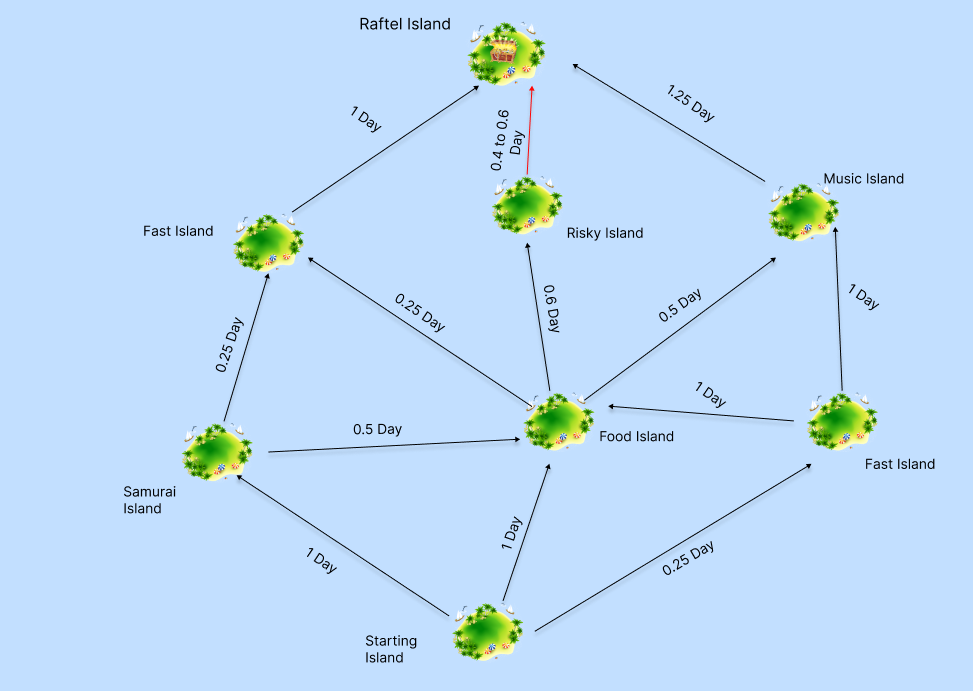 Raftel Island
1 Day
0.4 to 0.6
Day
1.25 Day
Music Island
Fast Island
Risky Island
0.25 Day
0.25 Day
0.6 Day
0.5 Day
1 Day
1 Day
0.5 Day
Food Island
Fast Island
Samurai
Island
1 Day
1 Day
0.25 Day
Starting
Island